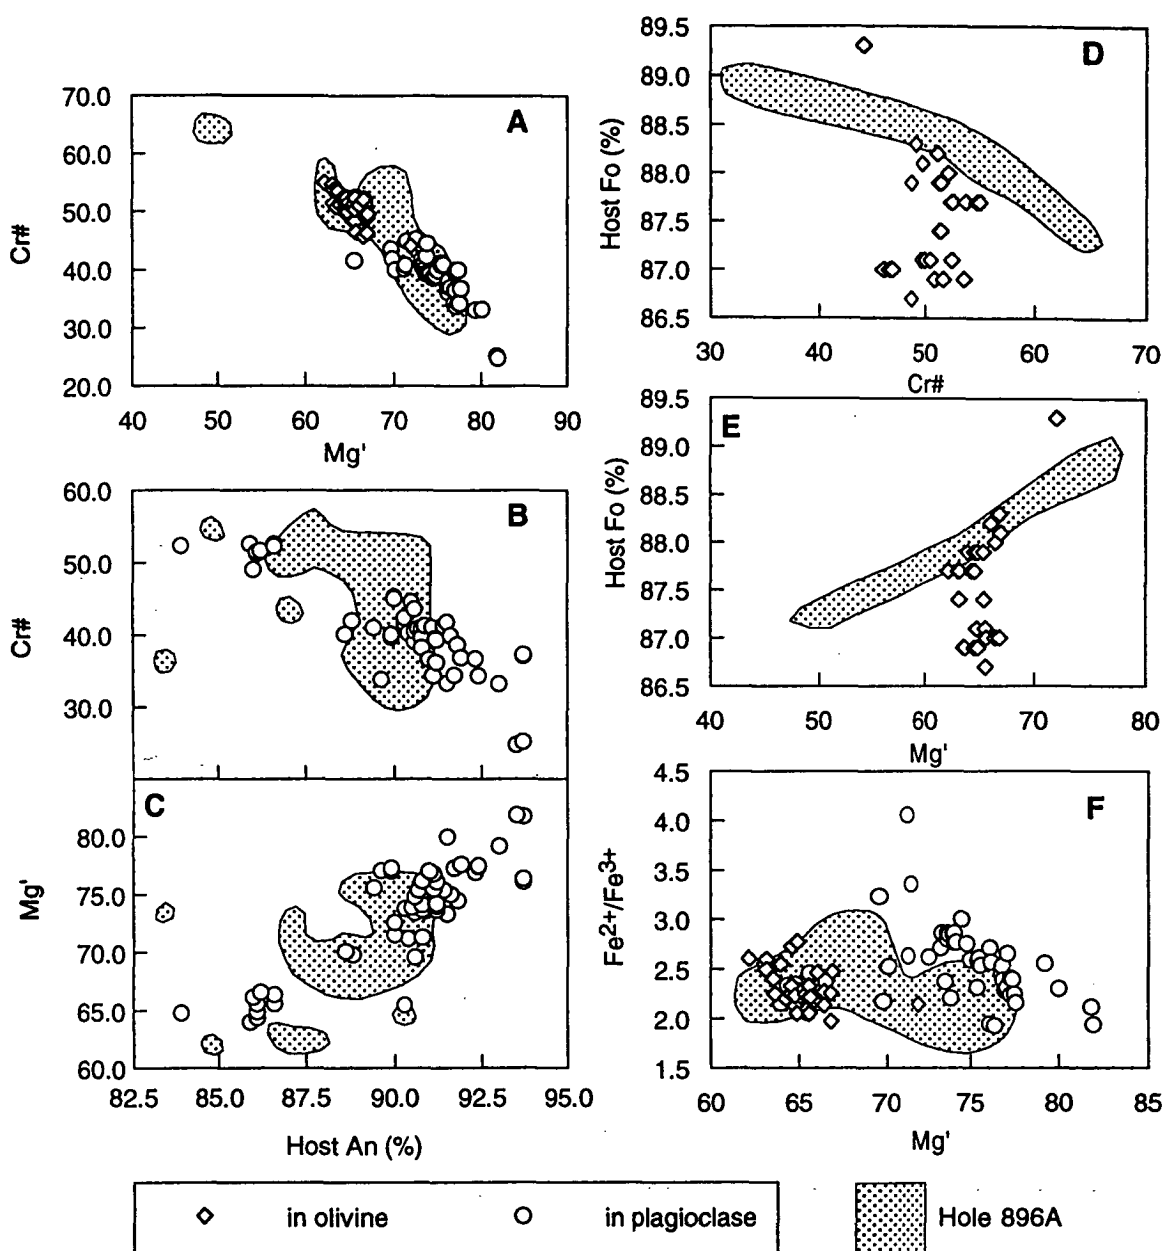 A
Cr#
70.0
60.0
50.0
40.0
30.0
20.0
40 50 60 70 80 90
Mg'
B
Cr#
60.0
50.0
40.0
30.0
C
Mg'
80.0
75.0
70.0
65.0
60.0
82.5 85.0 87.5 90.0 92.5 95.0
Host An (%)
D
Host Fo (%)
89.5
89.0
88.5
88.0
87.5
87.0
86.5
30 40 50 60 70
Cr#
E
Host Fo (%)
89.5
89.0
88.5
88.0
87.5
87.0
86.5
40 50 60 70 80
Mg'
F
Fe2+/Fe3+
4.5
4.0
3.5
3.0
2.5
2.0
1.5
60 65 70 75 80 85
Mg'
in olivine in plagioclase Hole 896A